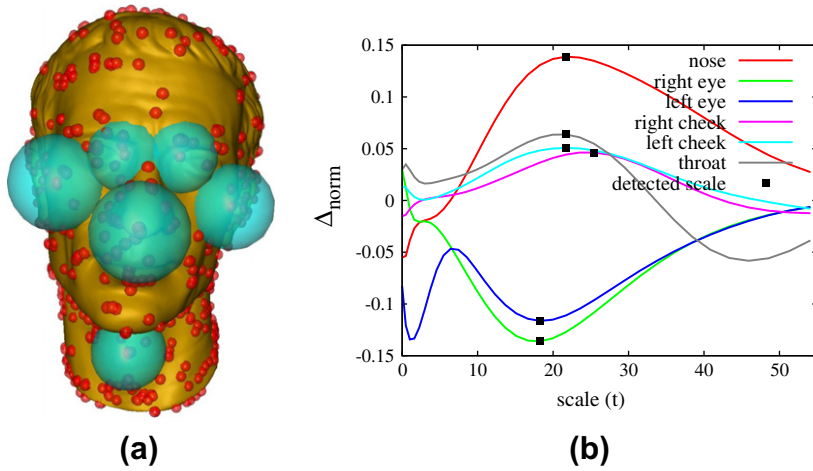 0.15
0.1
0.05
0
-0.05
-0.1
-0.15
Δnorm
nose
right eye
left eye
right cheek
left cheek
throat
detected scale
0 10 20 30 40 50
scale (t)
(a) (b)